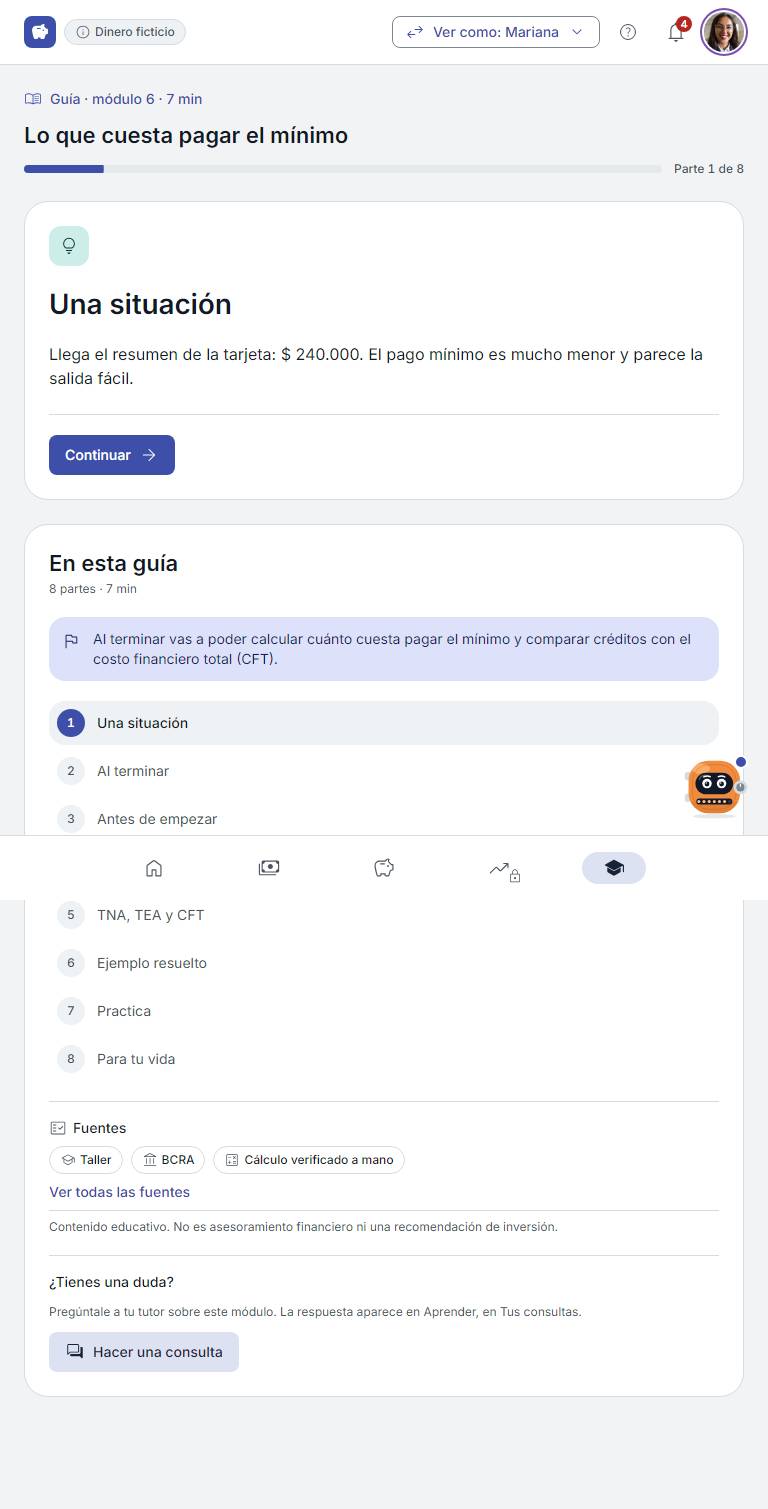 Dinero ficticio
Ver como: Mariana
4
Guía · módulo 6 · 7 min
Lo que cuesta pagar el mínimo
Parte 1 de 8
Una situación
Llega el resumen de la tarjeta: $ 240.000. El pago mínimo es mucho menor y parece la
salida fácil.
Continuar
En esta guía
8 partes · 7 min
Al terminar vas a poder calcular cuánto cuesta pagar el mínimo y comparar créditos con el
costo financiero total (CFT).
1 Una situación
2 Al terminar
3 Antes de empezar
5 TNA, TEA y CFT
6 Ejemplo resuelto
7 Practica
8 Para tu vida
Fuentes
Taller
BCRA
Cálculo verificado a mano
Ver todas las fuentes
Contenido educativo. No es asesoramiento financiero ni una recomendación de inversión.
¿Tienes una duda?
Pregúntale a tu tutor sobre este módulo. La respuesta aparece en Aprender, en Tus consultas.
Hacer una consulta